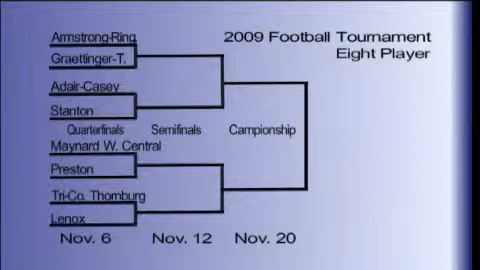 2009 Football Tournament
Eight Player
Armstrong-Ring
Graettinger-T.
Adair-Casey
Stanton
Quarterfinals Semifinals Campionship
Maynard W. Central
Preston
Tri-Co. Thornburg
Lenox
Nov. 6 Nov. 12 Nov. 20